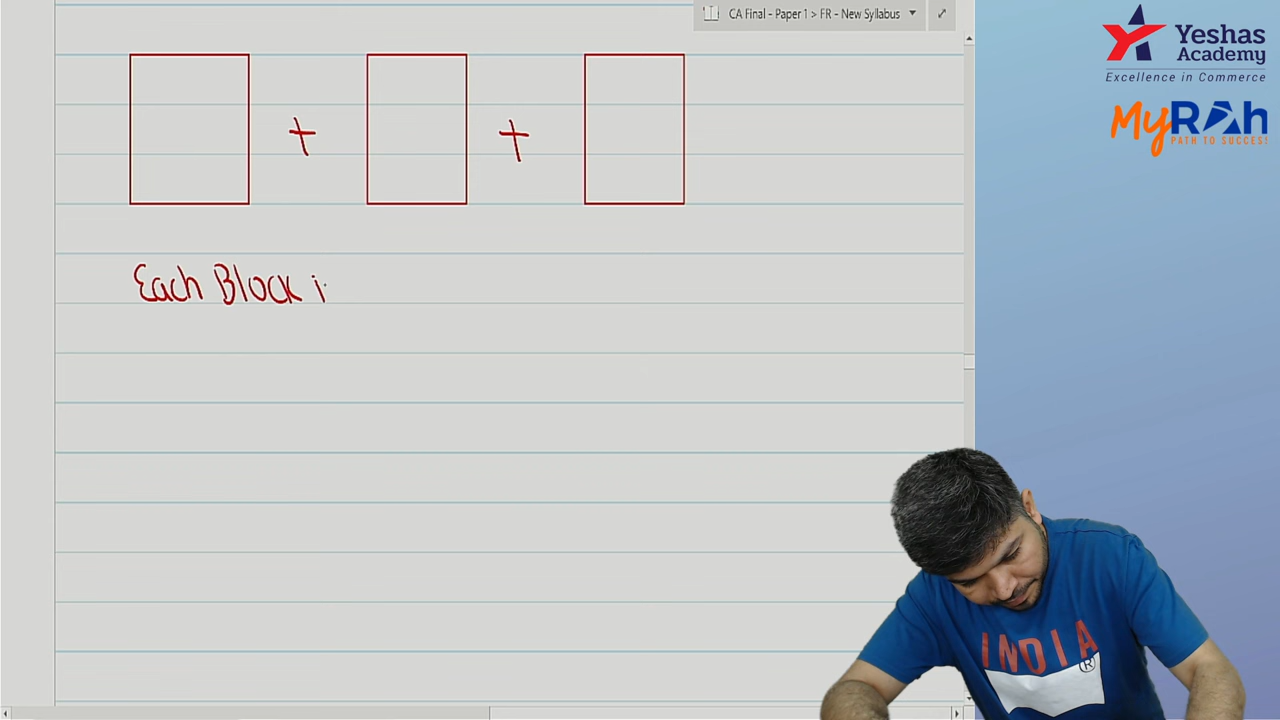 CA Final - Paper 1 > FR - New Syllabus
Yeshas
Academy
Excellence in Commerce
MyRAh
PATH TO SUCCESS!
+ +
Each Block i
INDIA
®